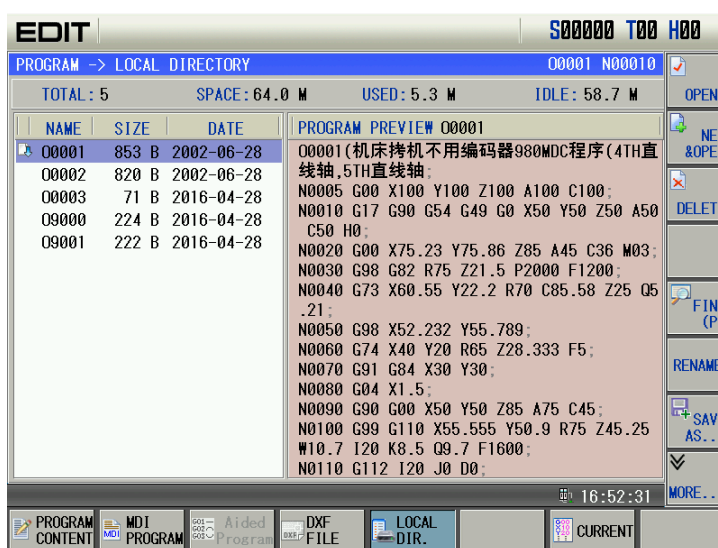 EDIT
S00000 T00 H00
PROGRAM -> LOCAL DIRECTORY
O0001 N00010
TOTAL: 5
SPACE: 64.0 M
USED: 5.3 M
IDLE: 58.7 M
NAME SIZE DATE
O0001 853 B 2002-06-28
O0002 820 B 2002-06-28
O0003 71 B 2016-04-28
O9000 224 B 2016-04-28
O9001 222 B 2016-04-28
PROGRAM PREVIEW O0001
O0001(机床拷机不用编码器980MDC程序(4TH直
线轴,5TH直线轴;
N0005 G00 X100 Y100 Z100 A100 C100;
N0010 G17 G90 G54 G49 G0 X50 Y50 Z50 A50
C50 H0;
N0020 G00 X75.23 Y75.86 Z85 A45 C36 M03;
N0030 G98 G82 R75 Z21.5 P2000 F1200;
N0040 G73 X60.55 Y22.2 R70 C85.58 Z25 Q5
.21;
N0050 G98 X52.232 Y55.789;
N0060 G74 X40 Y20 R65 Z28.333 F5;
N0070 G91 G84 X30 Y30;
N0080 G04 X1.5;
N0090 G90 G00 X50 Y50 Z85 A75 C45;
N0100 G99 G110 X55.555 Y50.9 R75 Z45.25
W10.7 I20 K8.5 Q9.7 F1600;
N0110 G112 I20 J0 D0;
OPEN
NE
&OPE
DELET
FIN
(P
RENAME
SAV
AS..
MORE..
16:52:31
PROGRAM
CONTENT
MDI
PROGRAM
Aided
Program
DXF
FILE
LOCAL
DIR.
CURRENT